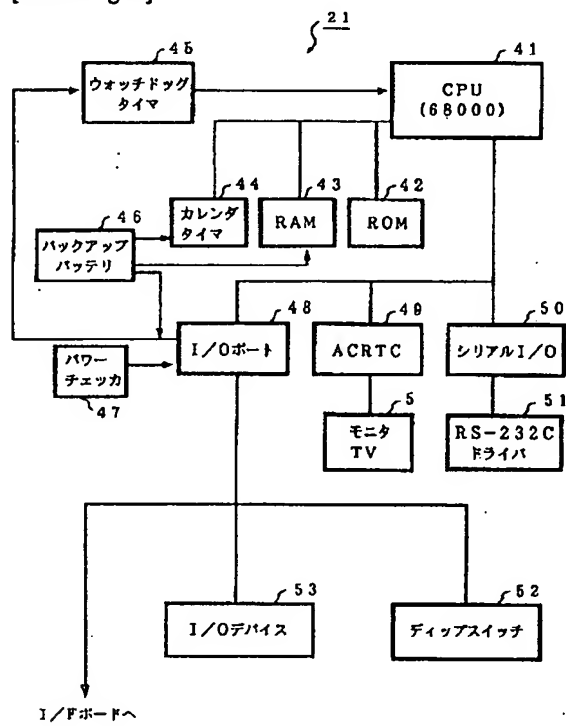 21
45
ウォッチドッグ
タイマ
41
CPU
(68000)
44
カレンダ
タイマ
43
RAM
42
ROM
46
バックアップ
バッテリ
48
I/Oポート
49
ACRTC
50
シリアルI/O
パワー
チェッカ
47
5
モニタ
TV
51
RS-232C
ドライバ
53
I/Oデバイス
52
ディップスイッチ
I/Fボードへ